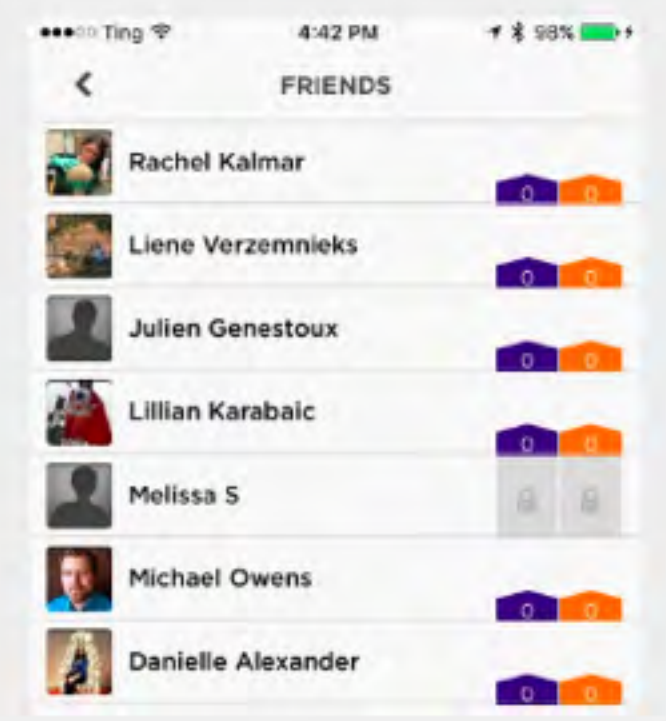 Ting 4:42 PM 98%
FRIENDS
Rachel Kalmar
0 0
Liene Verzemnieks
0 0
Julien Genestoux
0 0
Lillian Karabaic
0 0
Melissa S
Michael Owens
0 0
Danielle Alexander
0 0